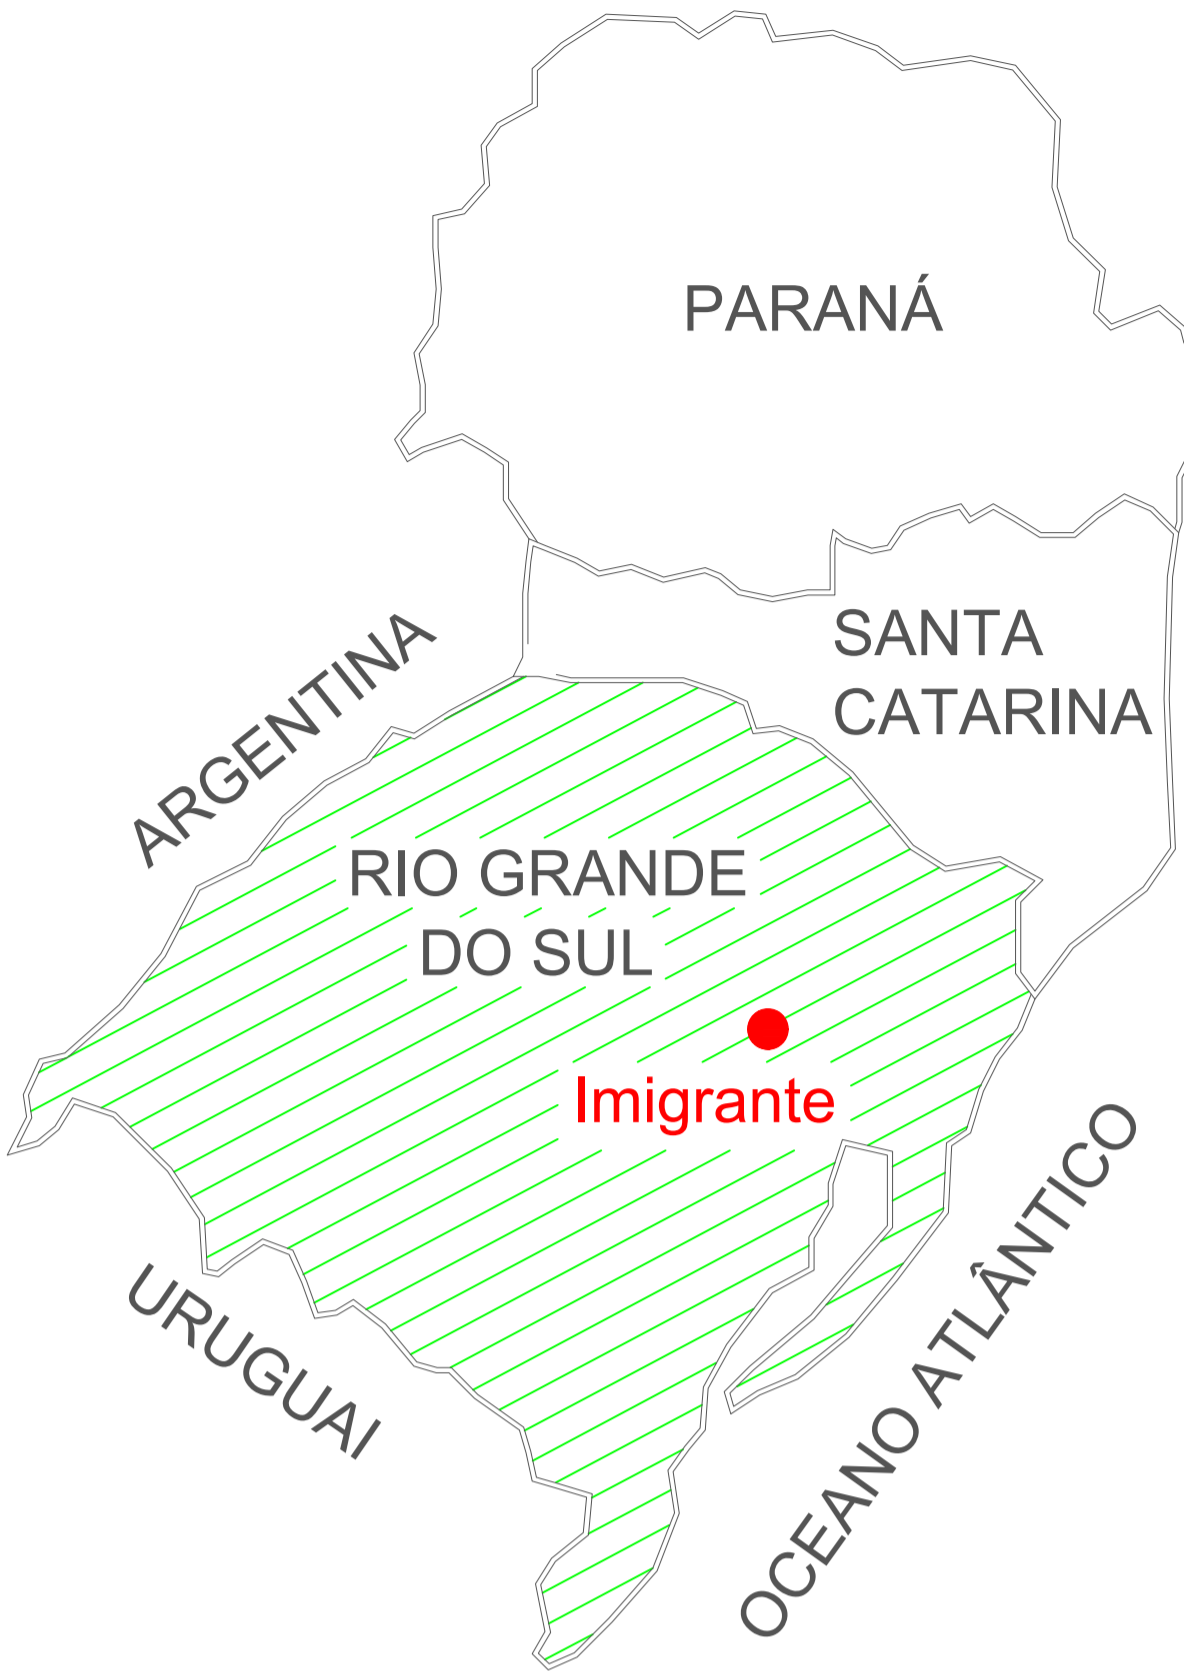 PARANÁ
SANTA
CATARINA
ARGENTINA
RIO GRANDE
DO SUL
Imigrante
URUGUAI
OCEANO ATLÂNTICO